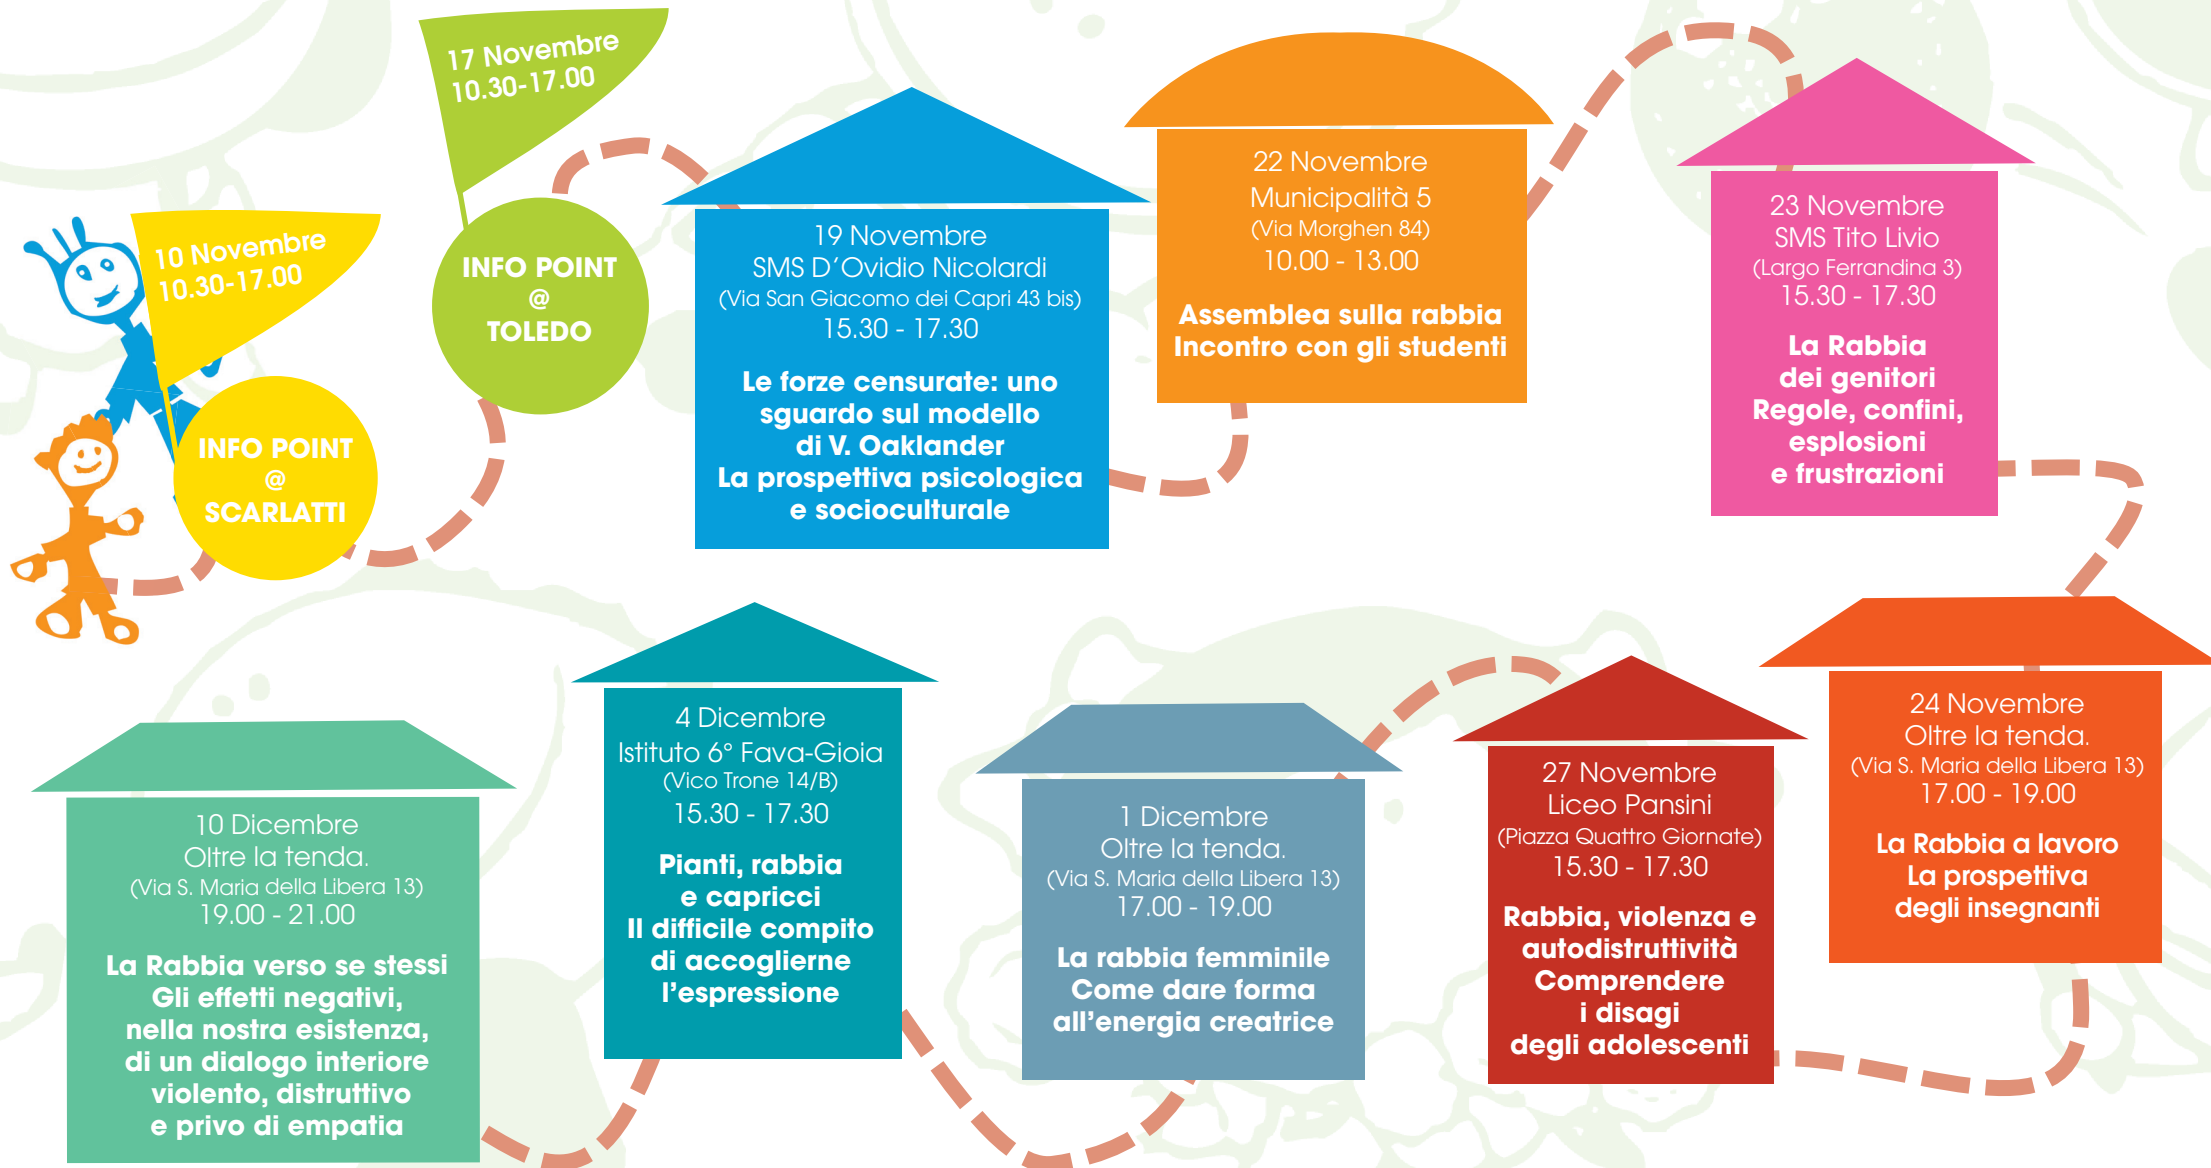 10 Novembre
10.30-17.00
INFO POINT
@
SCARLATTI
17 Novembre
10.30-17.00
INFO POINT
@
TOLEDO
19 Novembre
SMS D'Ovidio Nicolardi
(Via San Giacomo dei Capri 43 bis)
15.30 - 17.30
Le forze censurate: uno
sguardo sul modello
di V. Oaklander
La prospettiva psicologica
e socioculturale
22 Novembre
Municipalità 5
(Via Morghen 84)
10.00 - 13.00
Assemblea sulla rabbia
Incontro con gli studenti
23 Novembre
SMS Tito Livio
(Largo Ferrandina 3)
15.30 - 17.30
La Rabbia
dei genitori
Regole, confini,
esplosioni
e frustrazioni
24 Novembre
Oltre la tenda.
(Via S. Maria della Libera 13)
17.00 - 19.00
La Rabbia a lavoro
La prospettiva
degli insegnanti
27 Novembre
Liceo Pansini
(Piazza Quattro Giornate)
15.30 - 17.30
Rabbia, violenza e
autodistruttività
Comprendere
i disagi
degli adolescenti
1 Dicembre
Oltre la tenda.
(Via S. Maria della Libera 13)
17.00 - 19.00
La rabbia femminile
Come dare forma
all'energia creatrice
4 Dicembre
Istituto 6° Fava-Gioia
(Vico Trone 14/B)
15.30 - 17.30
Pianti, rabbia
e capricci
Il difficile compito
di accoglierne
l'espressione
10 Dicembre
Oltre la tenda.
(Via S. Maria della Libera 13)
19.00 - 21.00
La Rabbia verso se stessi
Gli effetti negativi,
nella nostra esistenza,
di un dialogo interiore
violento, distruttivo
e privo di empatia